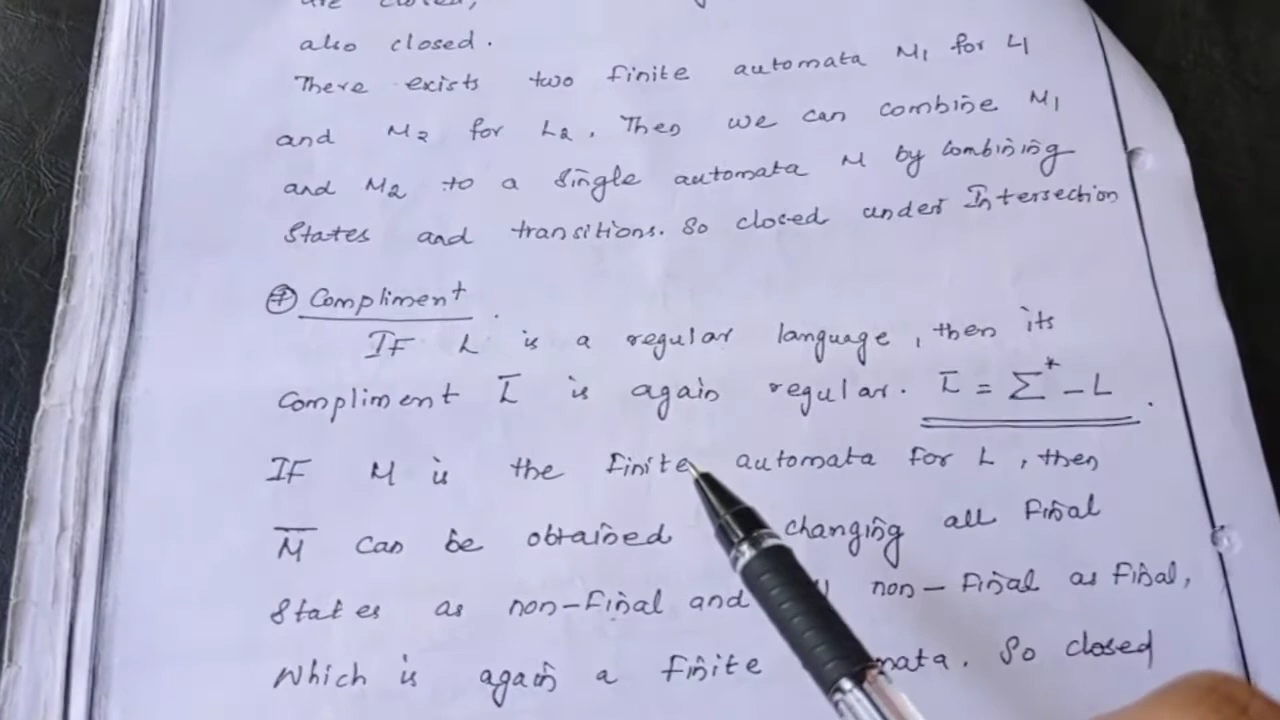 also closed.
There exists two finite automata M1 for L1
and M2 for L2. Then we can combine M1
and M2 to a single automata M by combining
States and transitions. So closed under Intersection
⑦ Compliment
IF L is a regular language, then its
Compliment L̅ is again regular. L̅ = Σ* - L.
IF M is the finite automata for L, then
M̅ can be obtained changing all Final
States as non-Final and non-Final as Final,
Which is again a finite mata. So closed